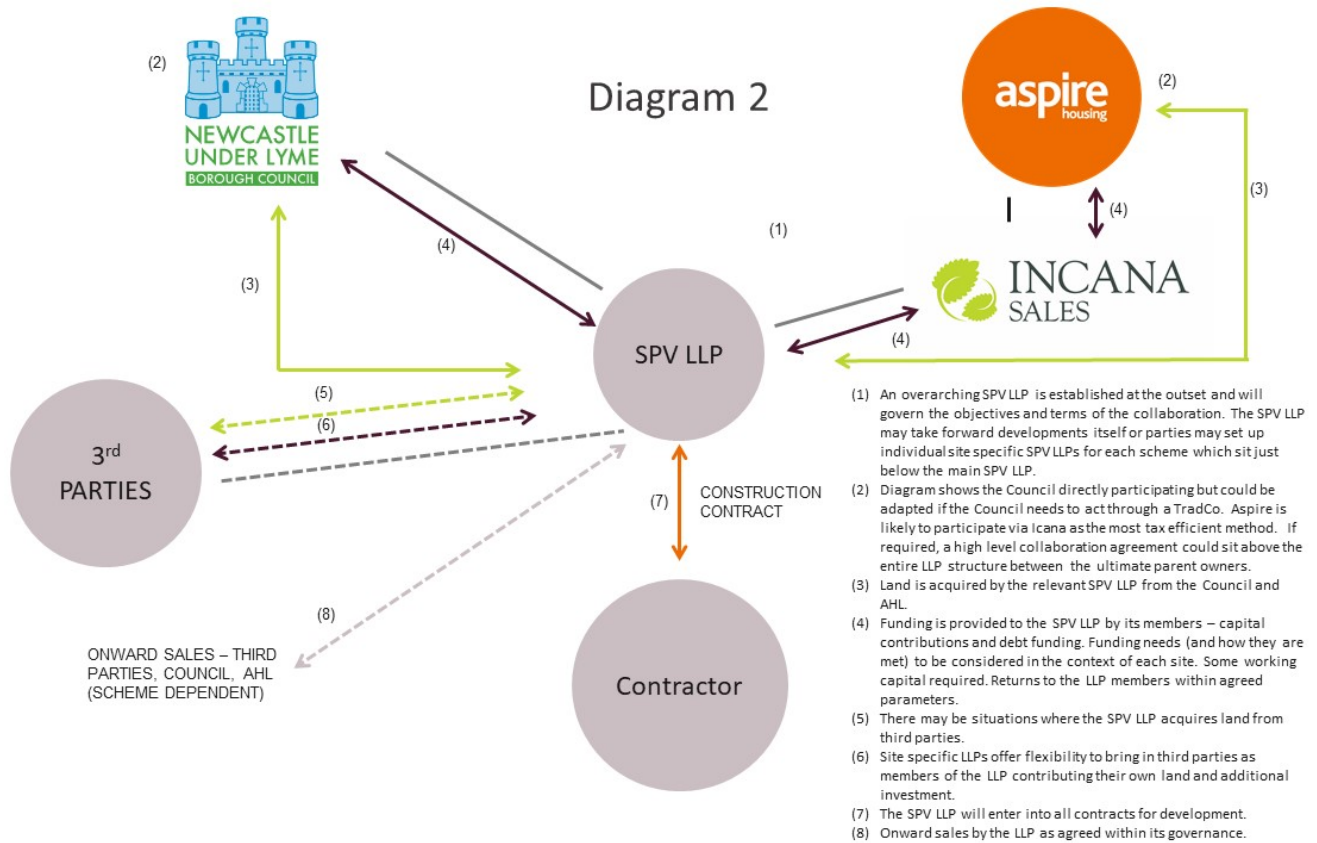 Diagram 2
(2)
NEWCASTLE
UNDER LYME
BOROUGH COUNCIL
aspire
housing
(2)
(3)
(4)
(4)
(1)
INCANA
SALES
(3)
(4)
SPV LLP
(5)
(6)
3rd
PARTIES
(7)
CONSTRUCTION
CONTRACT
(8)
ONWARD SALES – THIRD
PARTIES, COUNCIL, AHL
(SCHEME DEPENDENT)
Contractor
(1) An overarching SPV LLP is established at the outset and will
govern the objectives and terms of the collaboration. The SPV LLP
may take forward developments itself or parties may set up
individual site specific SPV LLPs for each scheme which sit just
below the main SPV LLP.
(2) Diagram shows the Council directly participating but could be
adapted if the Council needs to act through a TradCo. Aspire is
likely to participate via Icana as the most tax efficient method. If
required, a high level collaboration agreement could sit above the
entire LLP structure between the ultimate parent owners.
(3) Land is acquired by the relevant SPV LLP from the Council and
AHL.
(4) Funding is provided to the SPV LLP by its members – capital
contributions and debt funding. Funding needs (and how they are
met) to be considered in the context of each site. Some working
capital required. Returns to the LLP members within agreed
parameters.
(5) There may be situations where the SPV LLP acquires land from
third parties.
(6) Site specific LLPs offer flexibility to bring in third parties as
members of the LLP contributing their own land and additional
investment.
(7) The SPV LLP will enter into all contracts for development.
(8) Onward sales by the LLP as agreed within its governance.